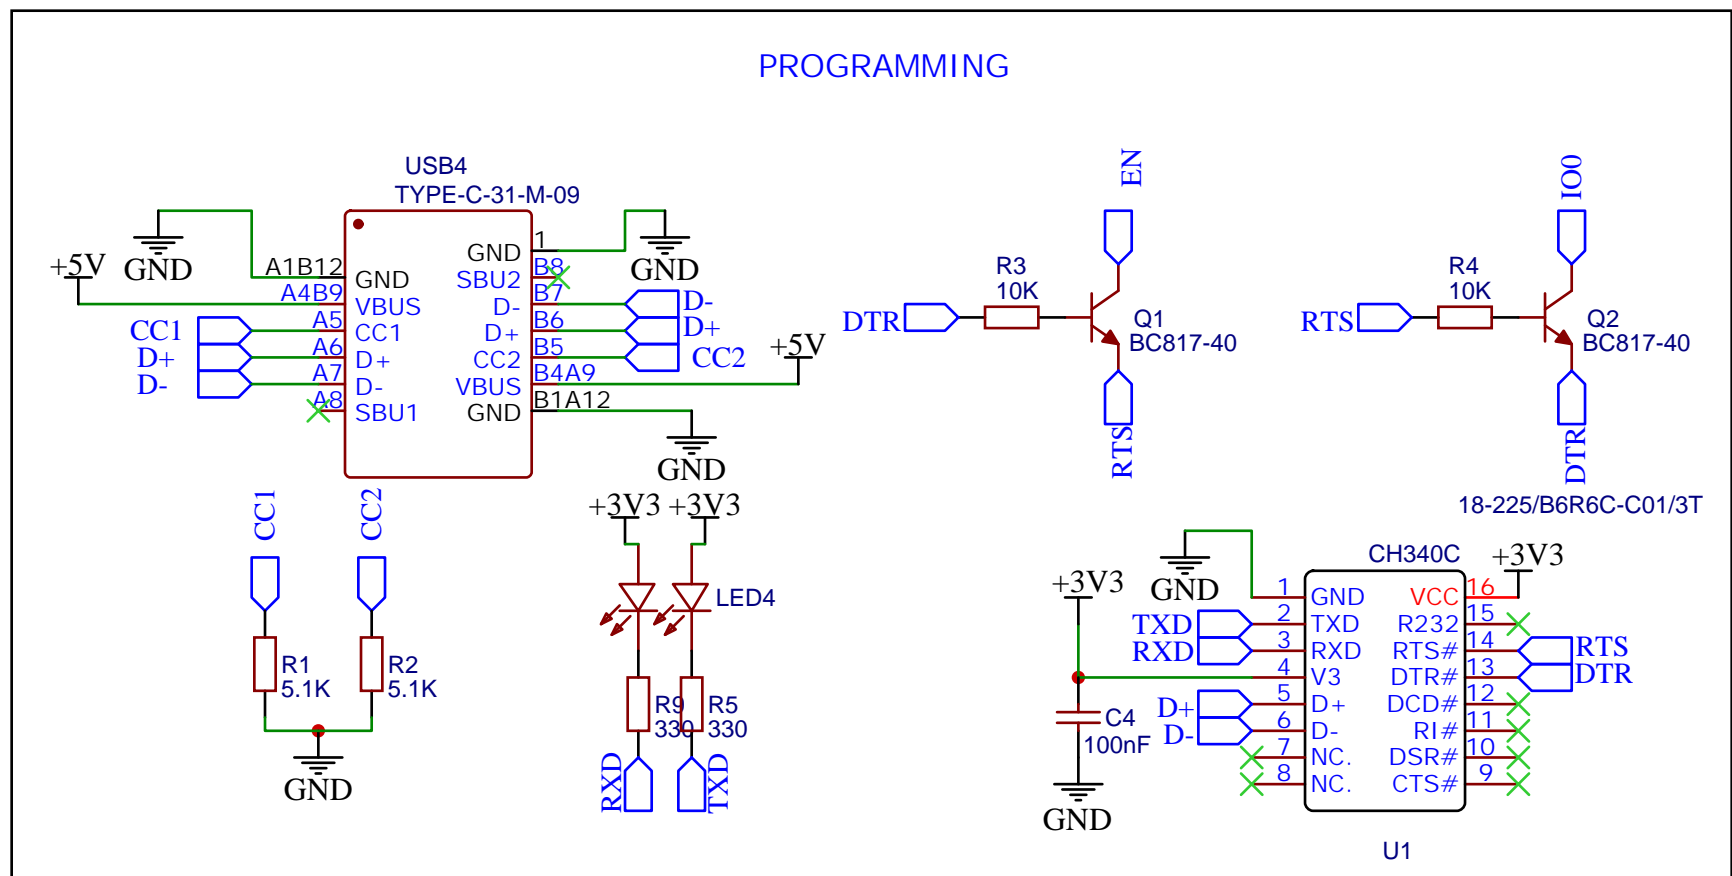 PROGRAMMING
USB4
TYPE-C-31-M-09
+5V
GND
A1B12
GND
A4B9
VBUS
CC1
A5
CC1
D+
A6
D+
D-
A7
D-
A8
SBU1
GND
1
GND
SBU2
B8
D-
B7
D-
D+
B6
D+
CC2
B5
CC2
VBUS
B4A9
+5V
GND
B1A12
GND
CC1
CC2
R1
5.1K
R2
5.1K
GND
+3V3
+3V3
LED4
R9
330
R5
330
RXD
TXD
EN
DTR
R3
10K
Q1
BC817-40
RTS
IO0
RTS
R4
10K
Q2
BC817-40
DTR
18-225/B6R6C-C01/3T
CH340C
+3V3
GND
+3V3
1
GND
VCC
16
TXD
2
TXD
R232
15
RXD
3
RXD
RTS#
14
RTS
4
V3
DTR#
13
DTR
D+
5
D+
DCD#
12
D-
6
D-
RI#
11
7
NC.
DSR#
10
8
NC.
CTS#
9
C4
100nF
GND
U1